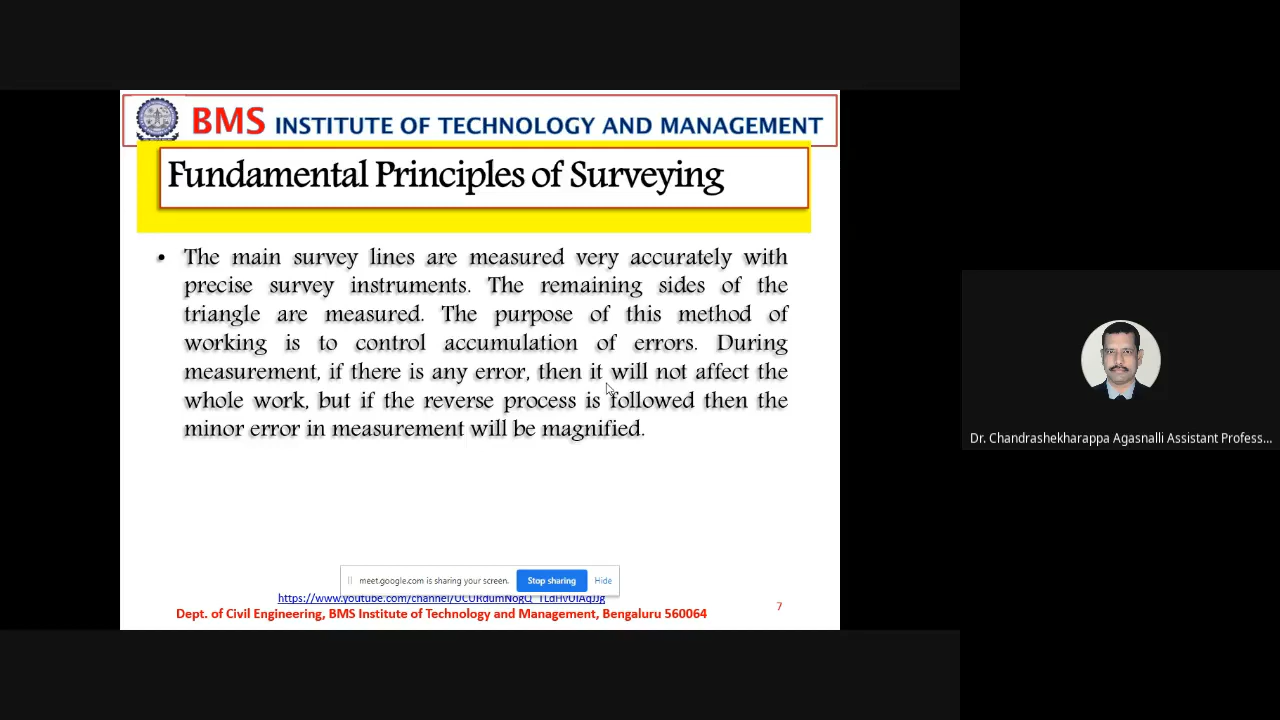 BMS INSTITUTE OF TECHNOLOGY AND MANAGEMENT
Fundamental Principles of Surveying
• The main survey lines are measured very accurately with
precise survey instruments. The remaining sides of the
triangle are measured. The purpose of this method of
working is to control accumulation of errors. During
measurement, if there is any error, then it will not affect the
whole work, but if the reverse process is followed then the
minor error in measurement will be magnified.
Dr. Chandrashekharappa Agasnalli Assistant Profess...
meet.google.com is sharing your screen. Stop sharing Hide
https://www.youtube.com/channel/
Dept. of Civil Engineering, BMS Institute of Technology and Management, Bengaluru 560064
7